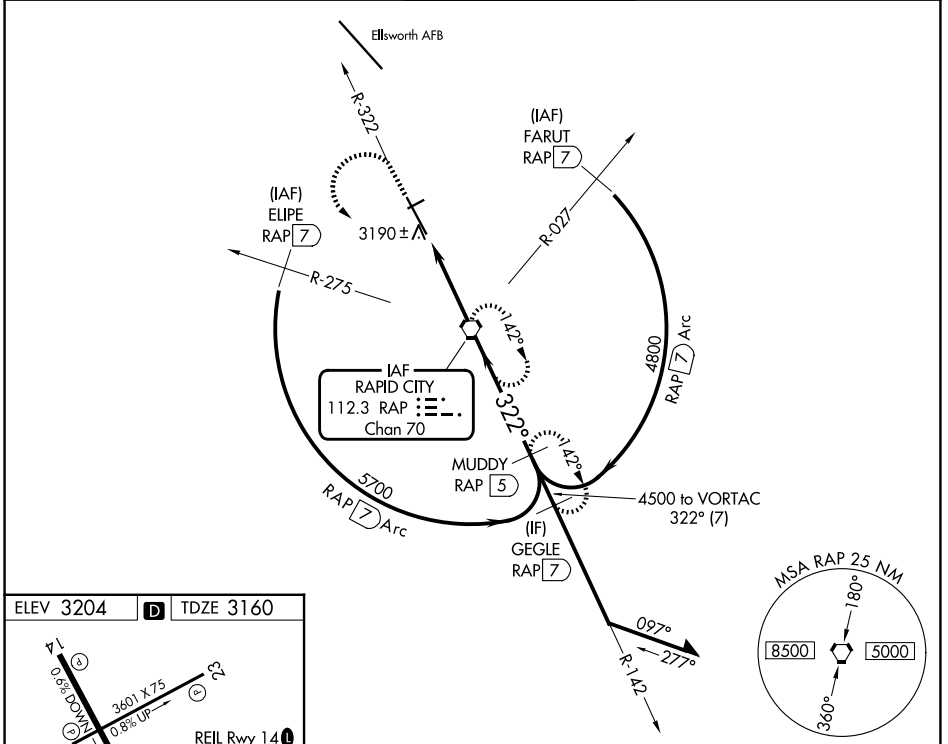 Ellsworth AFB
R-322
(IAF)
FARUT
RAP 7
R-027
(IAF)
ELIPE
RAP 7
3190 ±
R-275
142°
4800
RAP 7 Arc
IAF
RAPID CITY
112.3 RAP
Chan 70
322°
MUDDY
RAP 5
142°
5700
RAP 7 Arc
4500 to VORTAC
322° (7)
(IF)
GEGLE
RAP 7
097°
277°
R-142
MSA RAP 25 NM
180°
8500
5000
360°
ELEV 3204 D TDZE 3160
14
P
0.6% DOWN
3601 X 75
23
P
P
0.8% UP
REIL Rwy 14 L